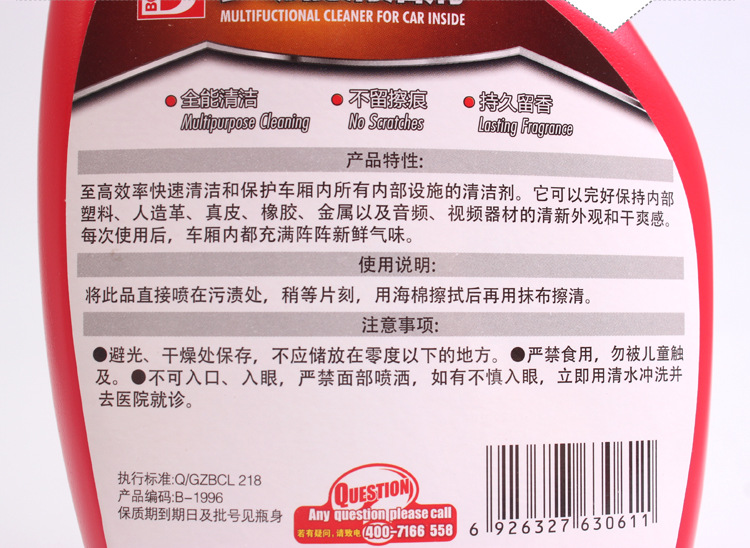 MULTIFUCTIONAL CLEANER FOR CAR INSIDE
全能清洁 不留擦痕 持久留香
Multipurpose Cleaning No Scratches Lasting Fragrance
产品特性:
至高效率快速清洁和保护车厢内所有内部设施的清洁剂。它可以完好保持内部
塑料、人造革、真皮、橡胶、金属以及音频、视频器材的清新外观和干爽感。
每次使用后，车厢内都充满阵阵新鲜气味。
使用说明:
将此品直接喷在污渍处，稍等片刻，用海棉擦拭后再用抹布擦清。
注意事项:
●避光、干燥处保存，不应储放在零度以下的地方。●严禁食用，勿被儿童触
及。●不可入口、入眼，严禁面部喷洒，如有不慎入眼，立即用清水冲洗并
去医院就诊。
执行标准:Q/GZBCL 218
产品编码:B-1996
保质期到期日及批号见瓶身
QUESTION
Any question please call
若有疑问,请致电 400-7166 558
6 926327 630611